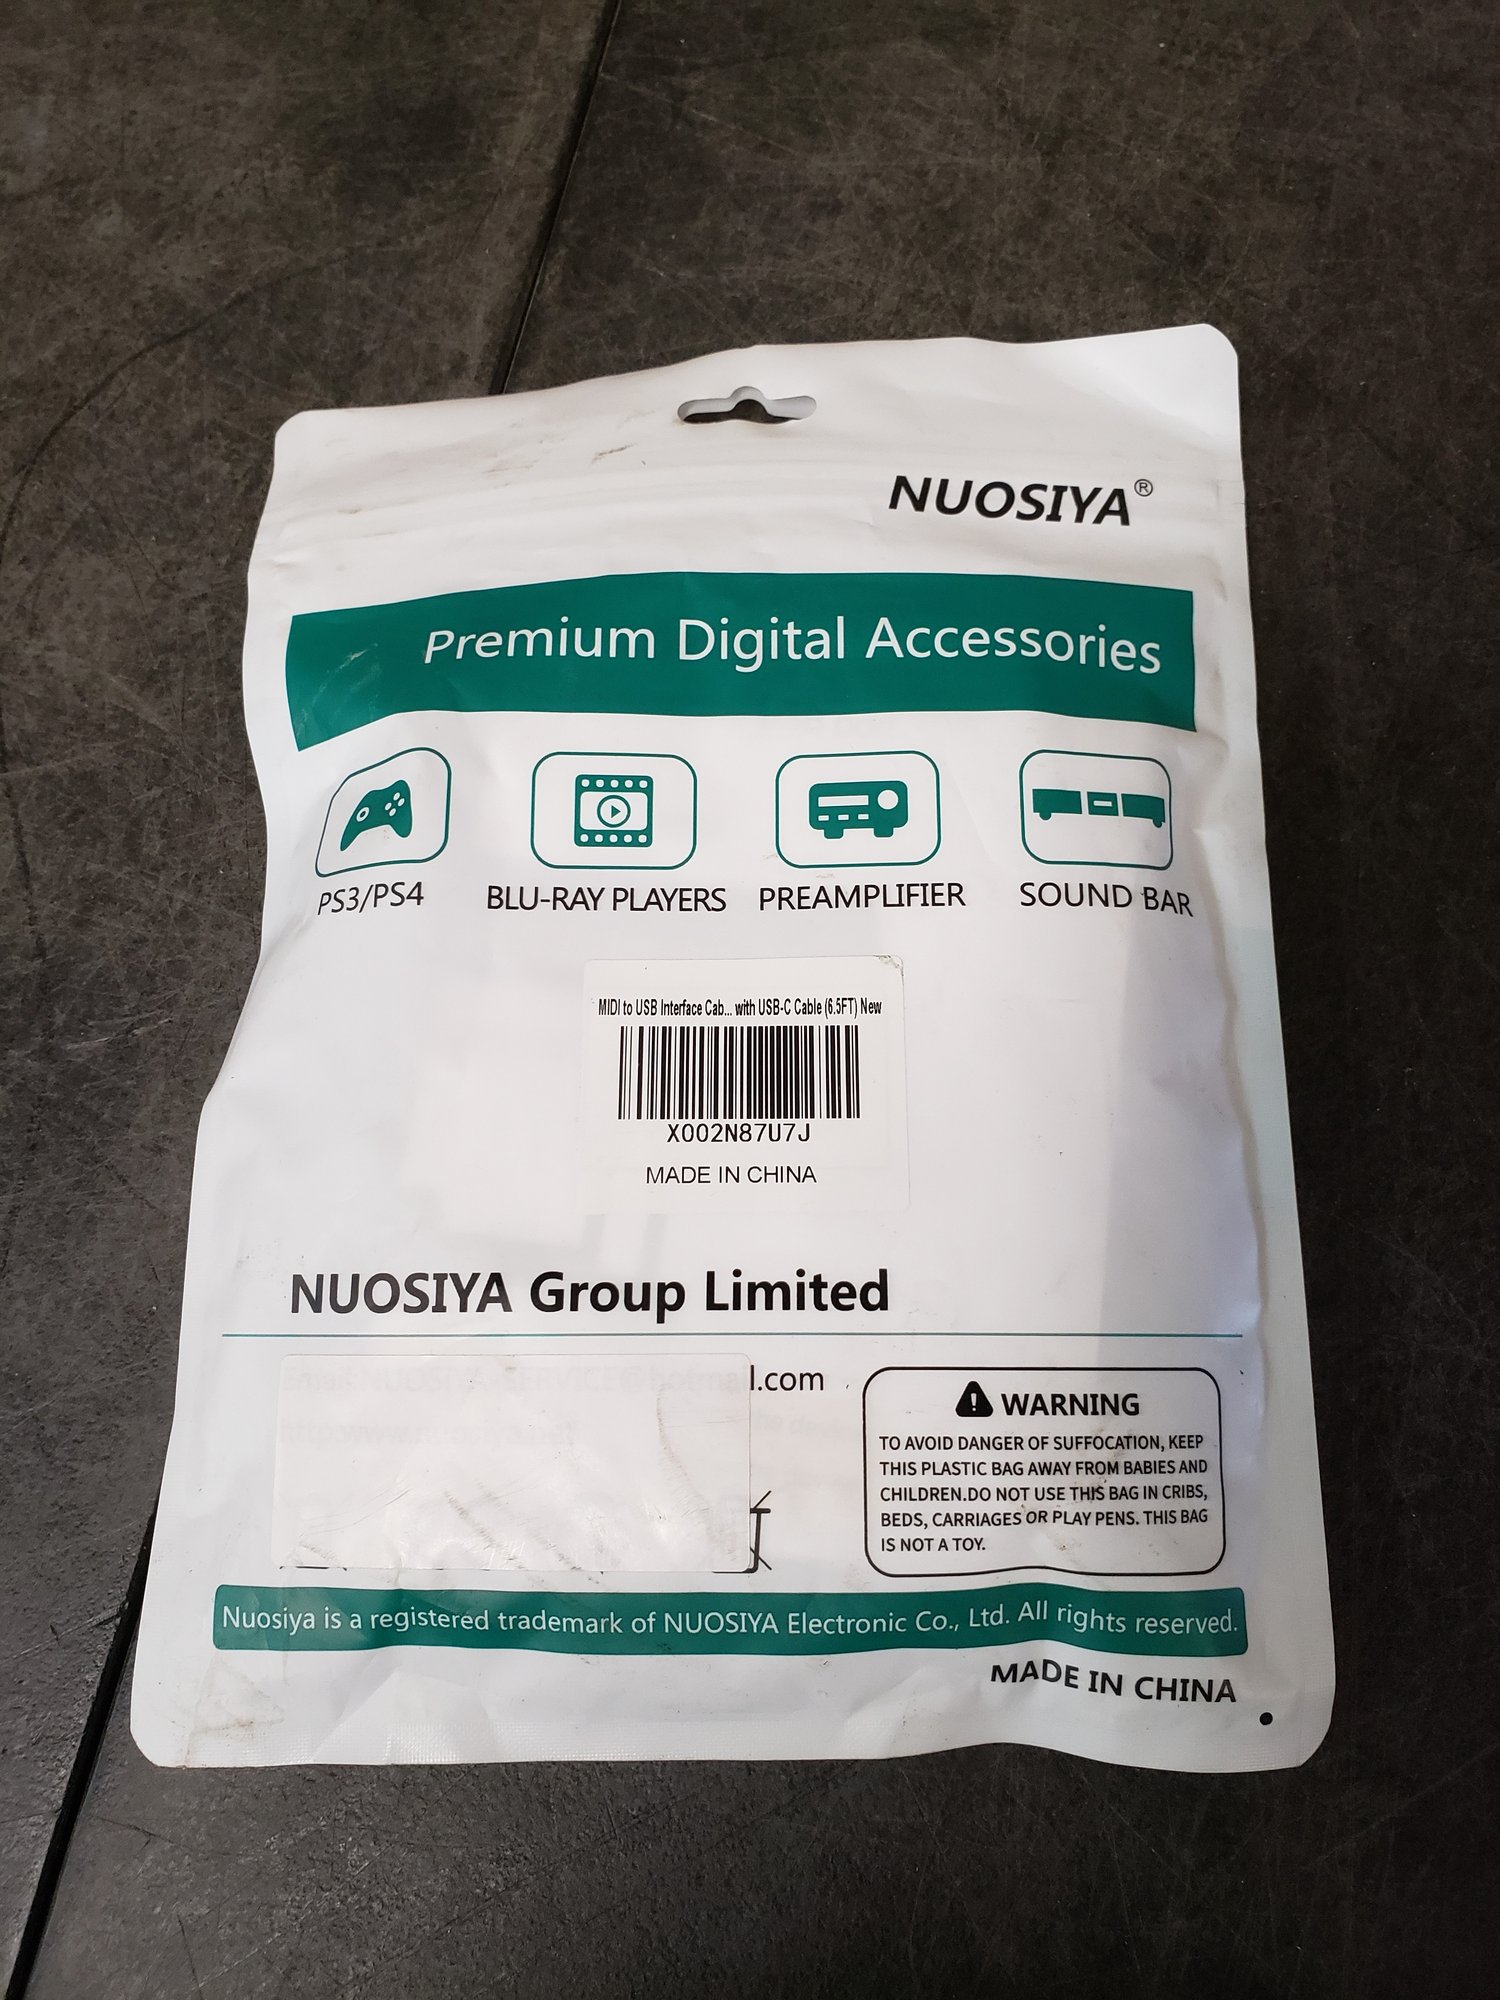 NUOSIYA®
Premium Digital Accessories
PS3/PS4
BLU-RAY PLAYERS
PREAMPLIFIER
SOUND BAR
MIDI to USB Interface Cab... with USB-C Cable (6.5FT) New
X002N87U7J
MADE IN CHINA
NUOSIYA Group Limited
Email: NUOSIYA-SERVICE@hotmail.com
WARNING
TO AVOID DANGER OF SUFFOCATION, KEEP
THIS PLASTIC BAG AWAY FROM BABIES AND
CHILDREN.DO NOT USE THIS BAG IN CRIBS,
BEDS, CARRIAGES OR PLAY PENS. THIS BAG
IS NOT A TOY.
Nuosiya is a registered trademark of NUOSIYA Electronic Co., Ltd. All rights reserved.
MADE IN CHINA